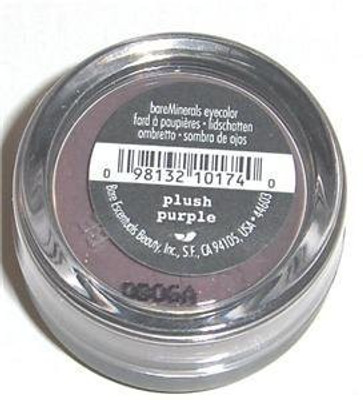 bareMinerals eyecolor
fard à paupières • lidschatten
ombretto • sombra de ojos
0 98132 10174 0
plush
purple
Bare Escentuals Beauty, Inc., S.F., CA 94105, USA • 44603